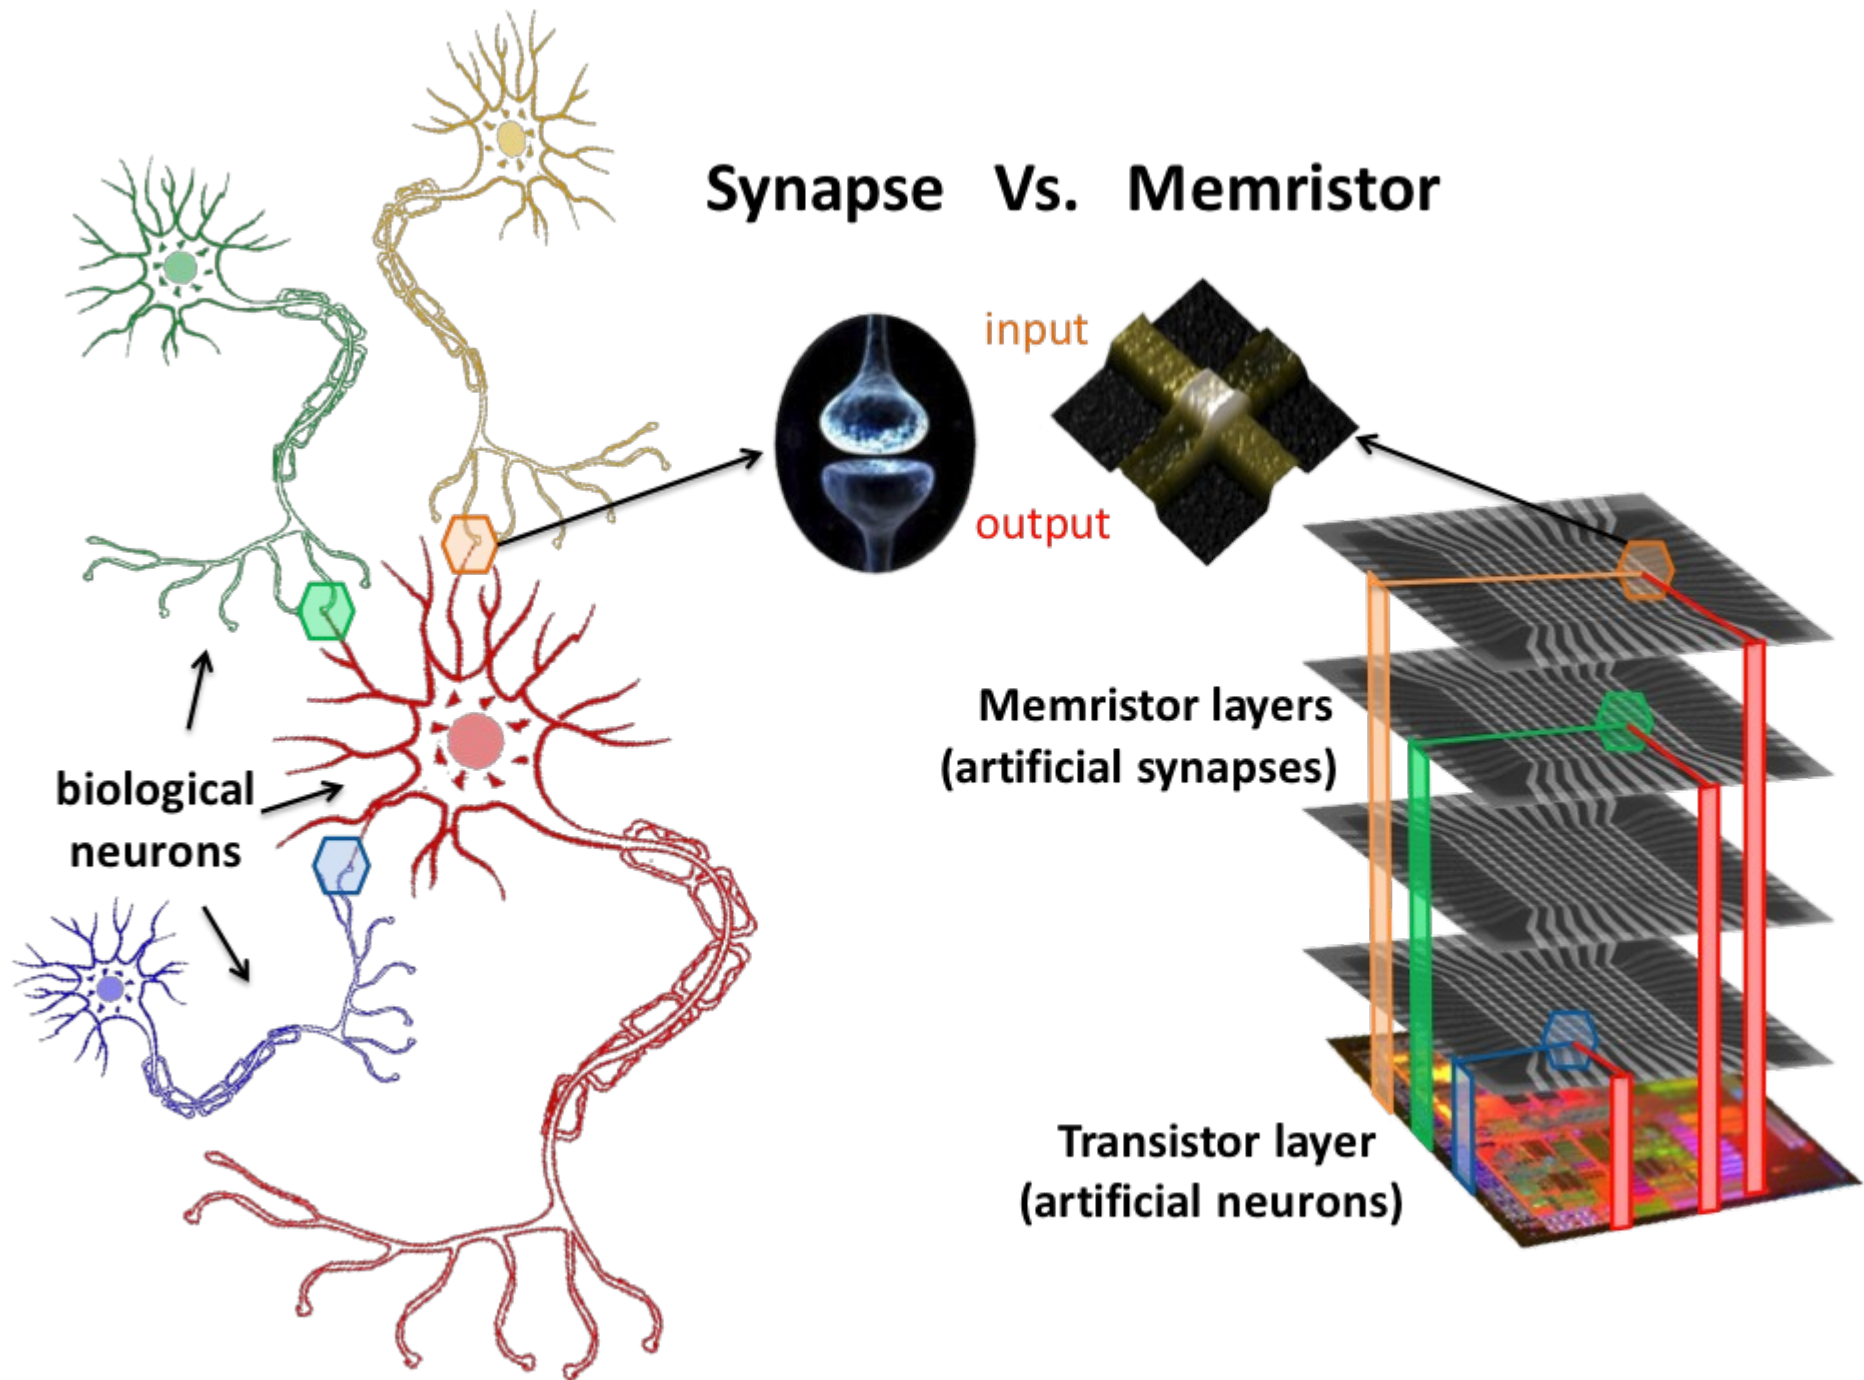 Synapse Vs. Memristor
input
output
Memristor layers
(artificial synapses)
biological
neurons
Transistor layer
(artificial neurons)